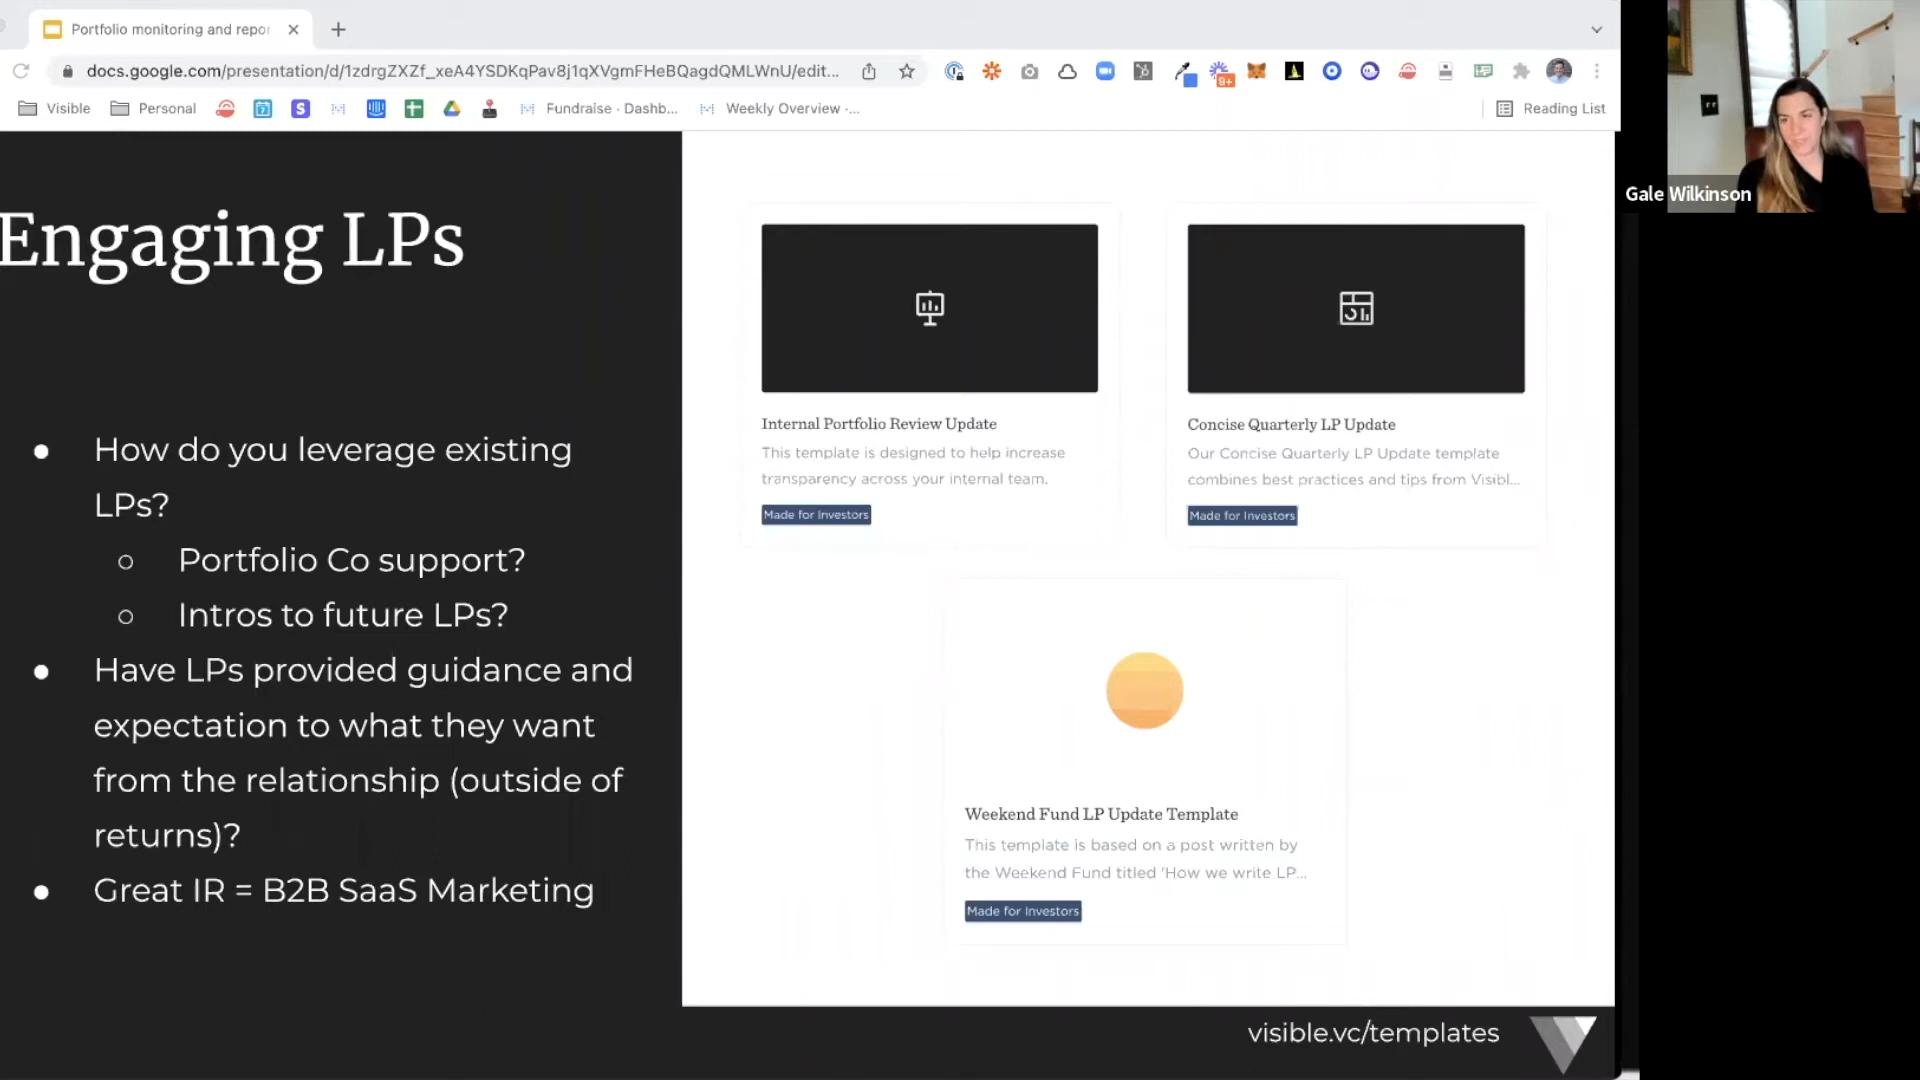 Portfolio monitoring and repor
docs.google.com/presentation/d/1zdrgZXZf_xeA4YSDKqPav8j1qXVgmFHeBQagdQMLWnU/edit...
9+
Visible
Personal
7
S
Fundraise · Dashb...
Weekly Overview ·...
Reading List
Gale Wilkinson
Engaging LPs
● How do you leverage existing
LPs?
○ Portfolio Co support?
○ Intros to future LPs?
● Have LPs provided guidance and
expectation to what they want
from the relationship (outside of
returns)?
● Great IR = B2B SaaS Marketing
Internal Portfolio Review Update
This template is designed to help increase
transparency across your internal team.
Made for Investors
Concise Quarterly LP Update
Our Concise Quarterly LP Update template
combines best practices and tips from Visibl...
Made for Investors
Weekend Fund LP Update Template
This template is based on a post written by
the Weekend Fund titled 'How we write LP...
Made for Investors
visible.vc/templates